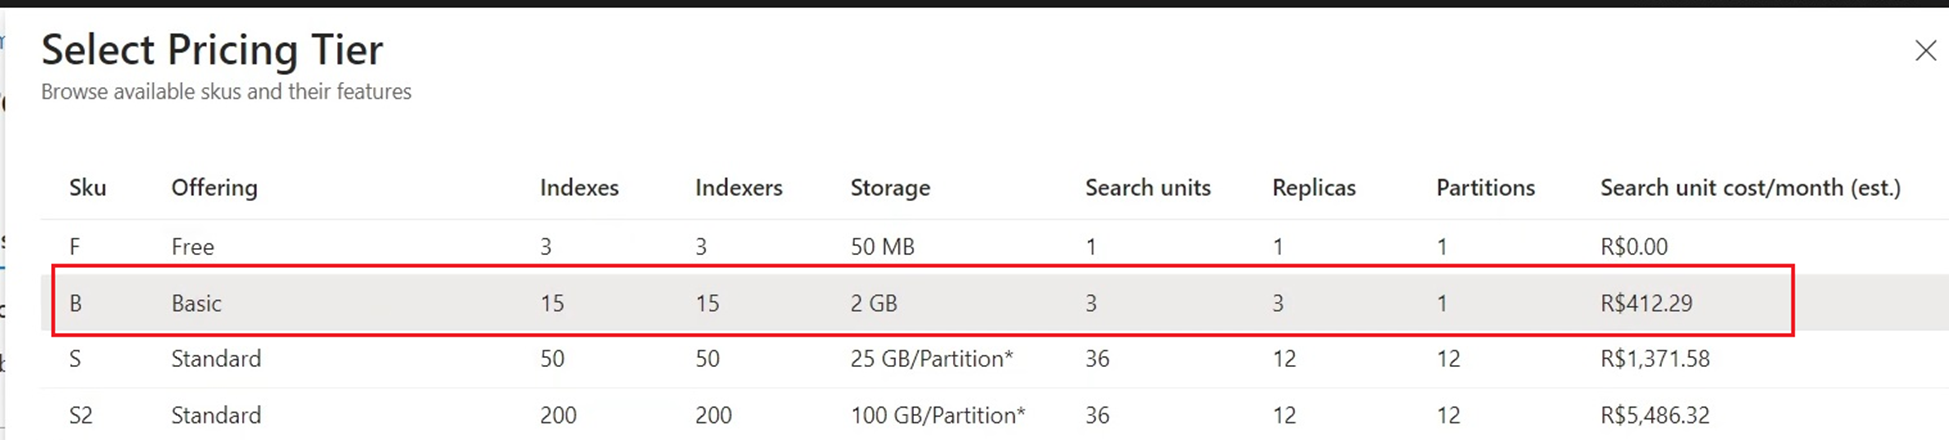 Select Pricing Tier
Browse available skus and their features
Sku Offering Indexes Indexers Storage Search units Replicas Partitions Search unit cost/month (est.)
F Free 3 3 50 MB 1 1 1 R$0.00
B Basic 15 15 2 GB 3 3 1 R$412.29
S Standard 50 50 25 GB/Partition* 36 12 12 R$1,371.58
S2 Standard 200 200 100 GB/Partition* 36 12 12 R$5,486.32